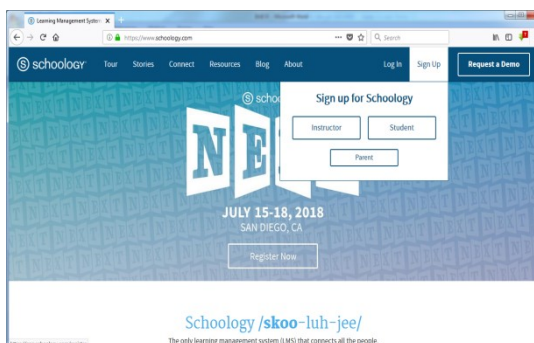 Learning Management System X
https://www.schoology.com
Search
schoology
Tour Stories Connect Resources Blog About Log In Sign Up Request a Demo
Sign up for Schoology
Instructor Student
Parent
schoo
NE
JULY 15-18, 2018
SAN DIEGO, CA
Register Now
Schoology /skoo-luh-jee/
The only learning management system (LMS) that connects all the people